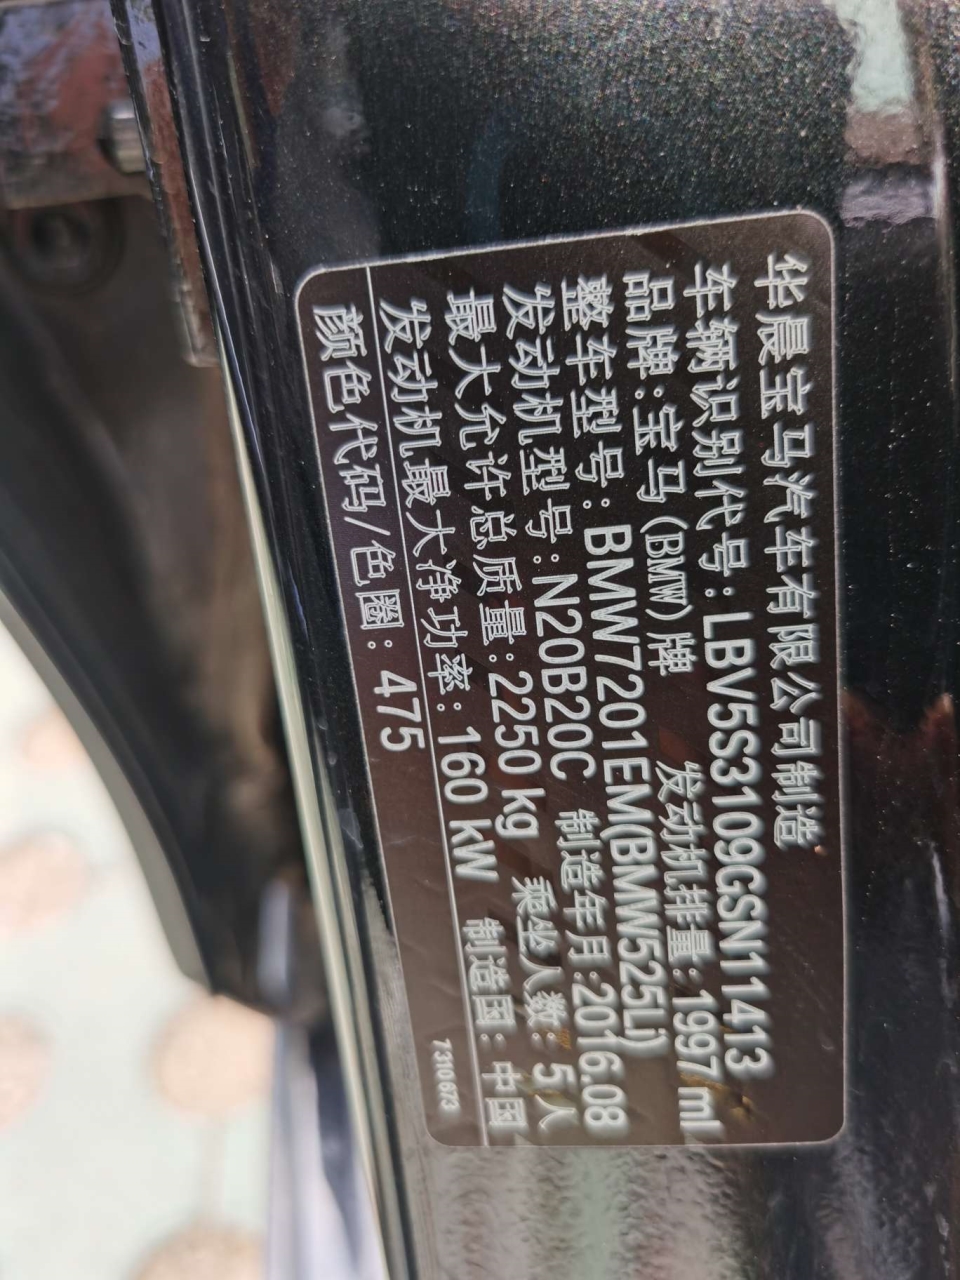 华晨宝马汽车有限公司制造
车辆识别代号:LBV5S3109GSN11413
品牌:宝马(BMW)牌 发动机排量:1997 ml
整车型号:BMW7201EM(BMW525Li)
发动机型号:N20B20C 制造年月:2016.08
最大允许总质量:2250 kg 乘坐人数:5人
发动机最大净功率:160 kW 制造国:中国
颜色代码/色圈:475
7310673